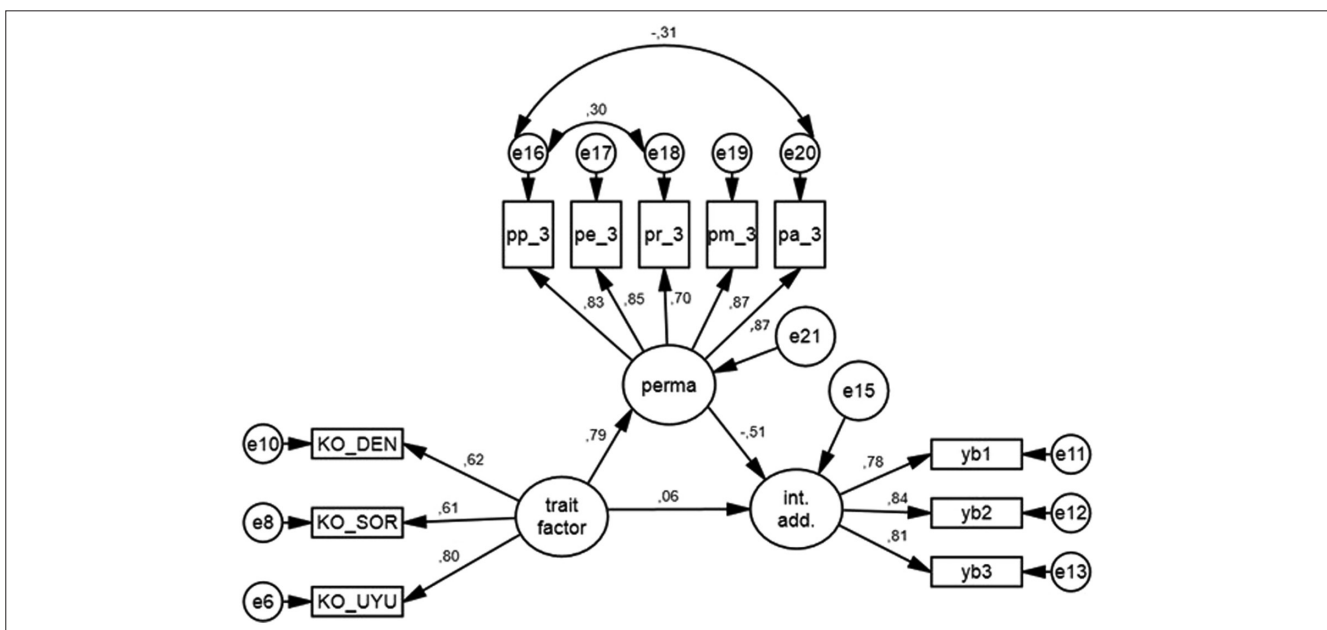 -,31
,30
e16 e17 e18 e19 e20
pp_3 pe_3 pr_3 pm_3 pa_3
,83 ,85 ,70 ,87 ,87
e21
perma
e15
-,51
,79
e10 KO_DEN
,62
e8 KO_SOR
,61
e6 KO_UYU
,80
trait
factor
,06
int.
add.
,78
yb1 e11
,84
yb2 e12
,81
yb3 e13